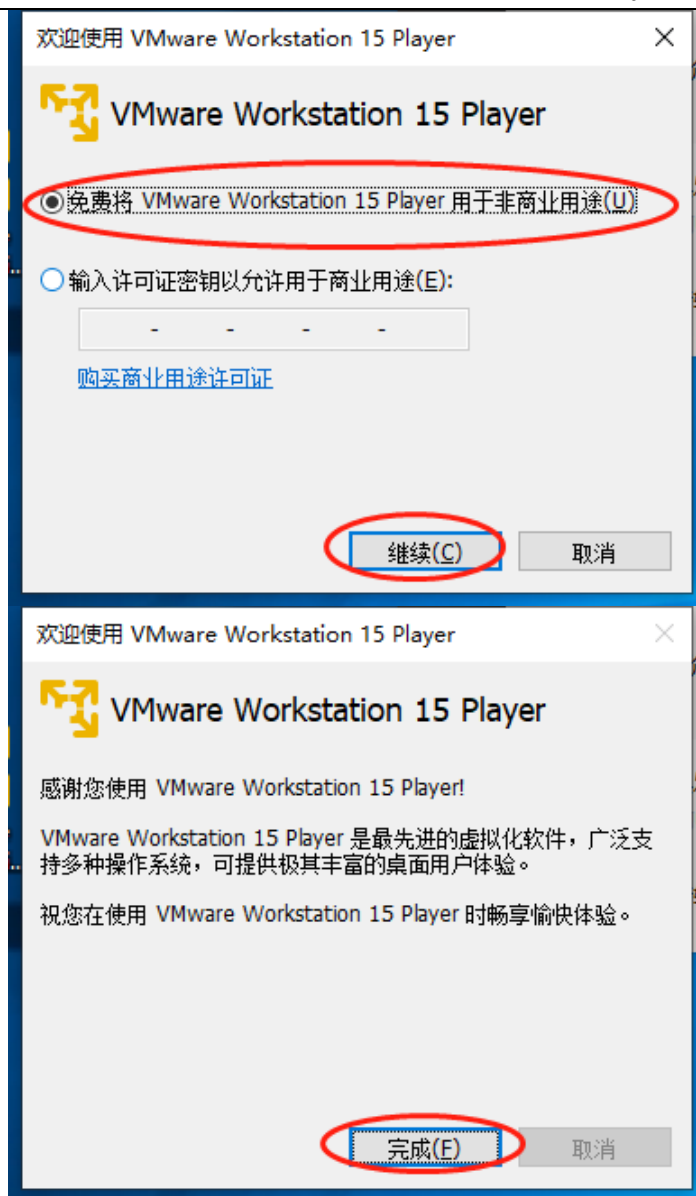 欢迎使用 VMware Workstation 15 Player
VMware Workstation 15 Player
免费将 VMware Workstation 15 Player 用于非商业用途(U)
输入许可证密钥以允许用于商业用途(E):
- - - -
购买商业用途许可证
继续(C) 取消
欢迎使用 VMware Workstation 15 Player
VMware Workstation 15 Player
感谢您使用 VMware Workstation 15 Player!
VMware Workstation 15 Player 是最先进的虚拟化软件，广泛支
持多种操作系统，可提供极其丰富的桌面用户体验。
祝您在使用 VMware Workstation 15 Player 时畅享愉快体验。
完成(F) 取消